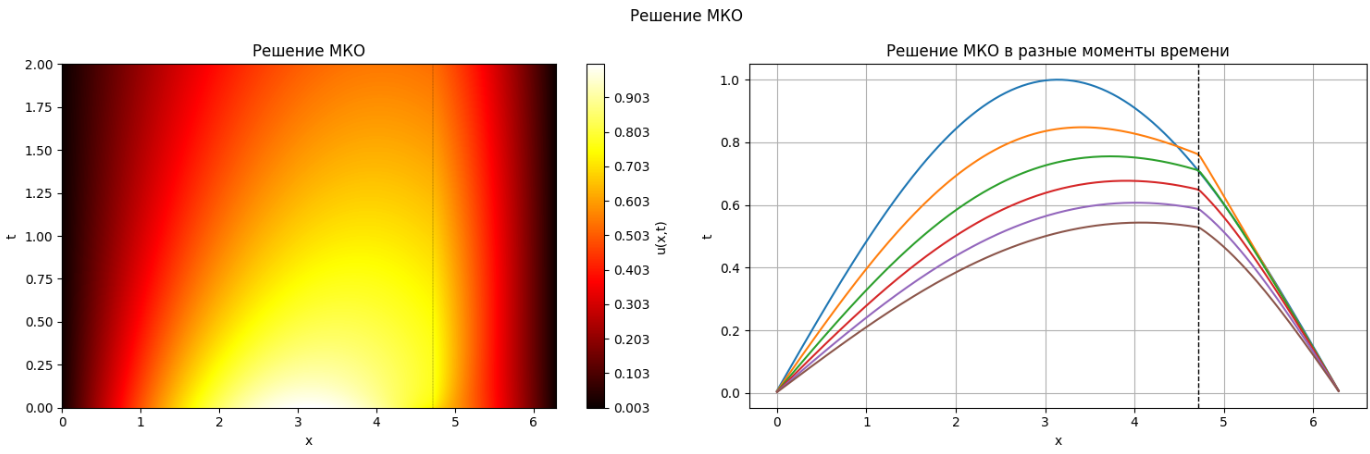 Решение МКО
Решение МКО
2.00
1.75
1.50
1.25
1.00
0.75
0.50
0.25
0.00
t
0 1 2 3 4 5 6
x
0.903
0.803
0.703
0.603
0.503
0.403
0.303
0.203
0.103
0.003
u(x,t)
Решение МКО в разные моменты времени
1.0
0.8
0.6
0.4
0.2
0.0
t
0 1 2 3 4 5 6
x